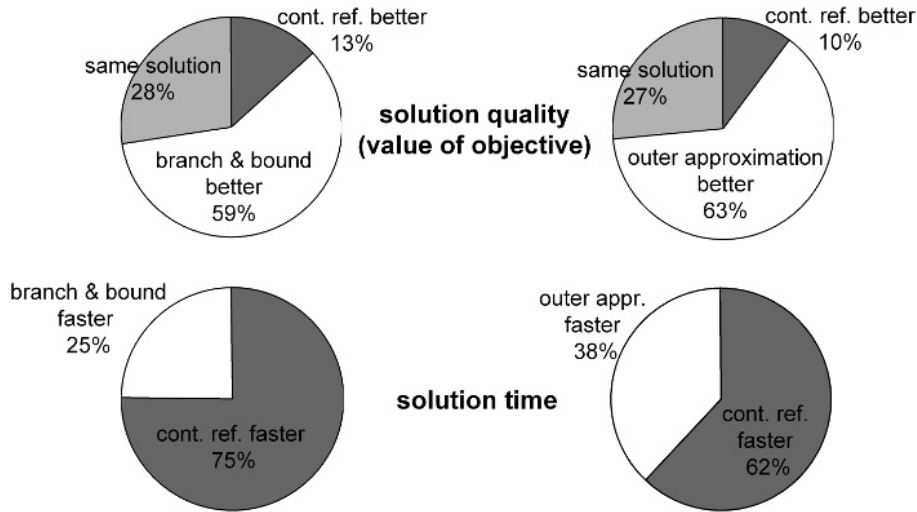 cont. ref. better
13%
same solution
28%
branch & bound
better
59%
solution quality
(value of objective)
cont. ref. better
10%
same solution
27%
outer approximation
better
63%
branch & bound
faster
25%
cont. ref. faster
75%
solution time
outer appr.
faster
38%
cont. ref.
faster
62%